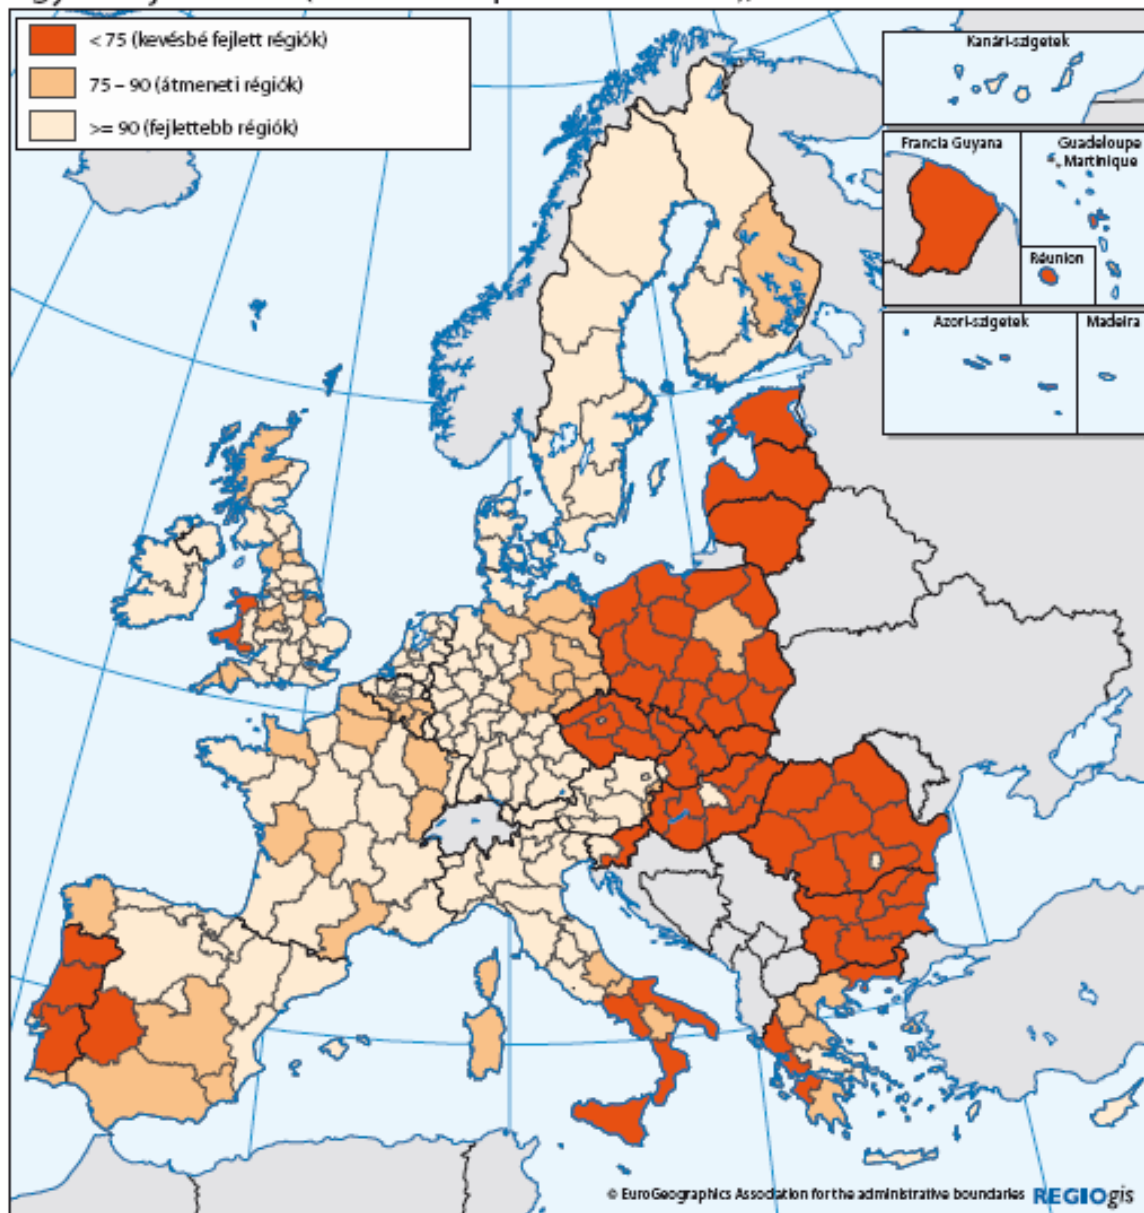 < 75 (kevésbé fejlett régiók)
75 – 90 (átmeneti régiók)
>= 90 (fejlettebb régiók)
Kanári-szigetek
Francia Guyana
Guadeloupe
Martinique
Réunion
Azori-szigetek
Madeira
© EuroGeographics Association for the administrative boundaries REGIOgis